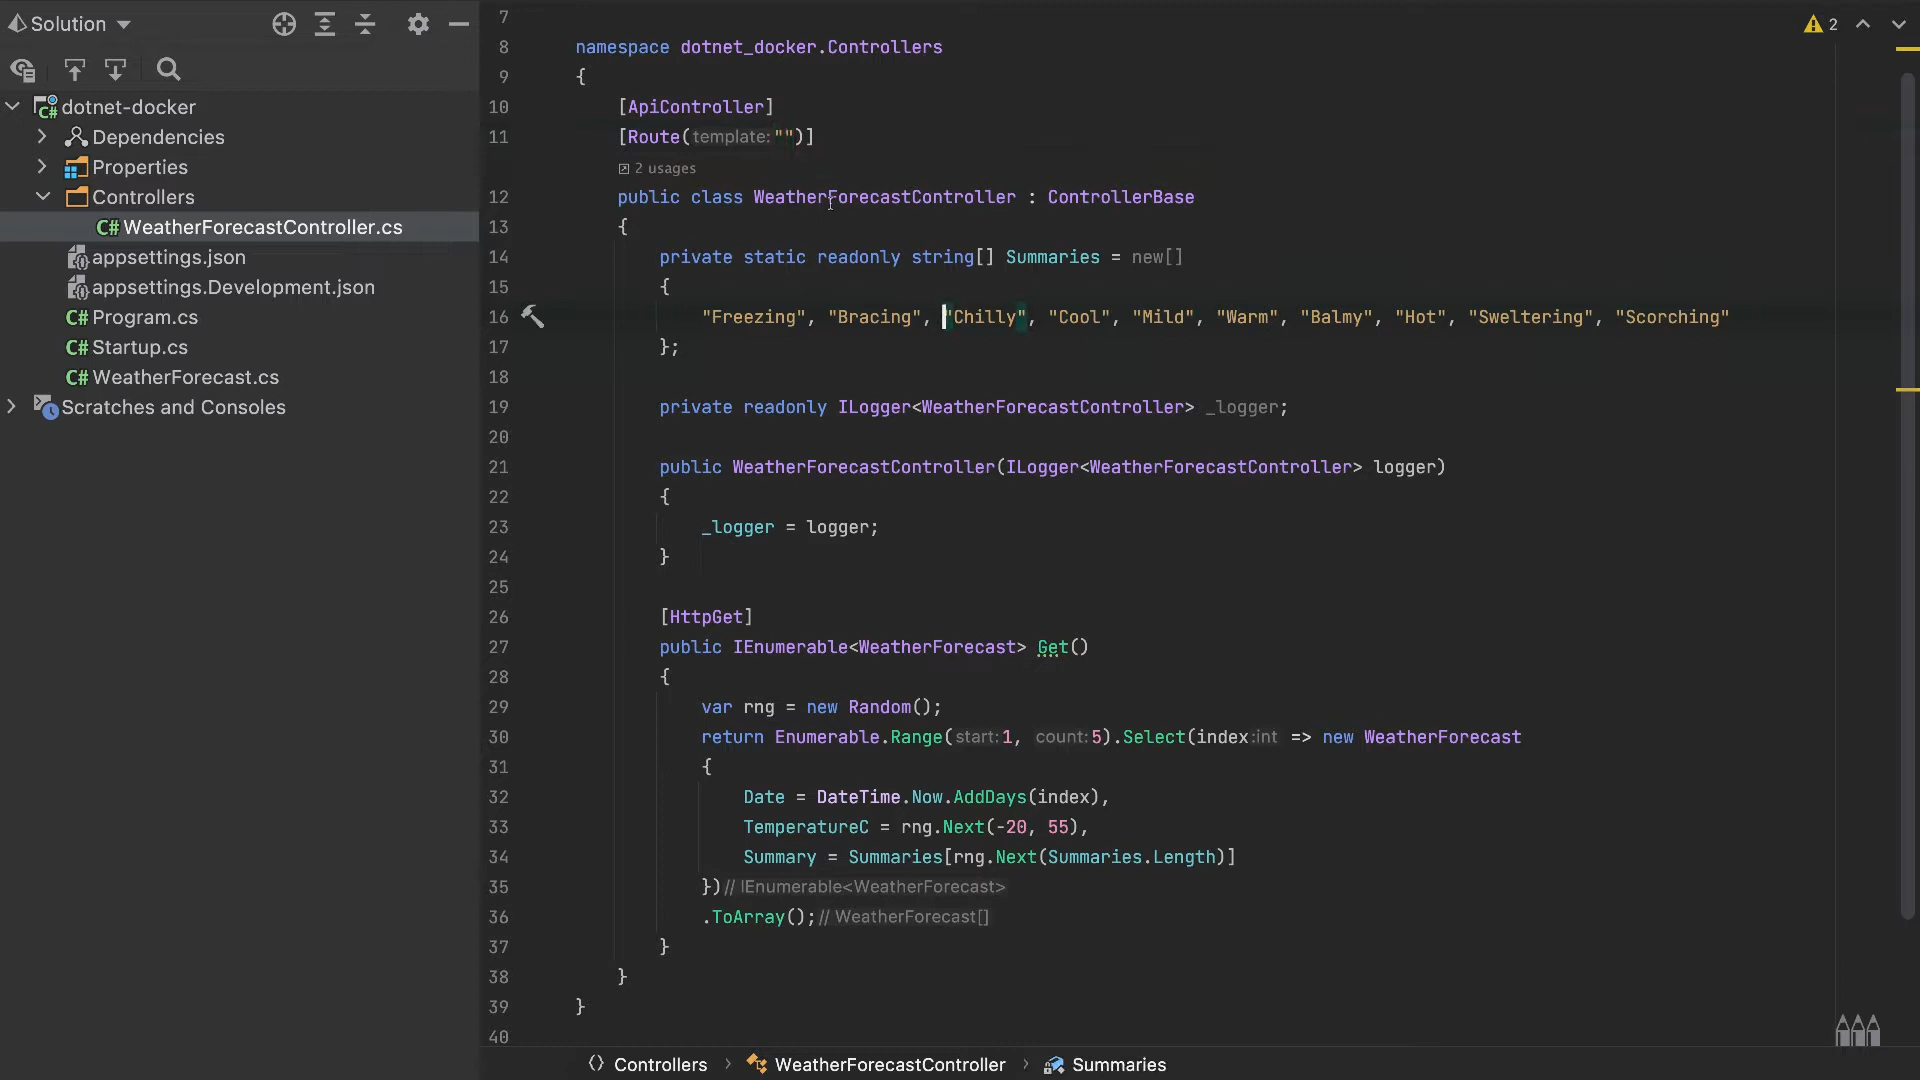 Solution
2
dotnet-docker
Dependencies
Properties
Controllers
WeatherForecastController.cs
appsettings.json
appsettings.Development.json
Program.cs
Startup.cs
WeatherForecast.cs
Scratches and Consoles
7
8 namespace dotnet_docker.Controllers
9 {
10 [ApiController]
11 [Route(template:"")]
2 usages
12 public class WeatherForecastController : ControllerBase
13 {
14 private static readonly string[] Summaries = new[]
15 {
16 "Freezing", "Bracing", "Chilly", "Cool", "Mild", "Warm", "Balmy", "Hot", "Sweltering", "Scorching"
17 };
18
19 private readonly ILogger<WeatherForecastController> _logger;
20
21 public WeatherForecastController(ILogger<WeatherForecastController> logger)
22 {
23 _logger = logger;
24 }
25
26 [HttpGet]
27 public IEnumerable<WeatherForecast> Get()
28 {
29 var rng = new Random();
30 return Enumerable.Range(start:1, count:5).Select(index:int => new WeatherForecast
31 {
32 Date = DateTime.Now.AddDays(index),
33 TemperatureC = rng.Next(-20, 55),
34 Summary = Summaries[rng.Next(Summaries.Length)]
35 })// IEnumerable<WeatherForecast>
36 .ToArray();// WeatherForecast[]
37 }
38 }
39 }
40
Controllers › WeatherForecastController › Summaries